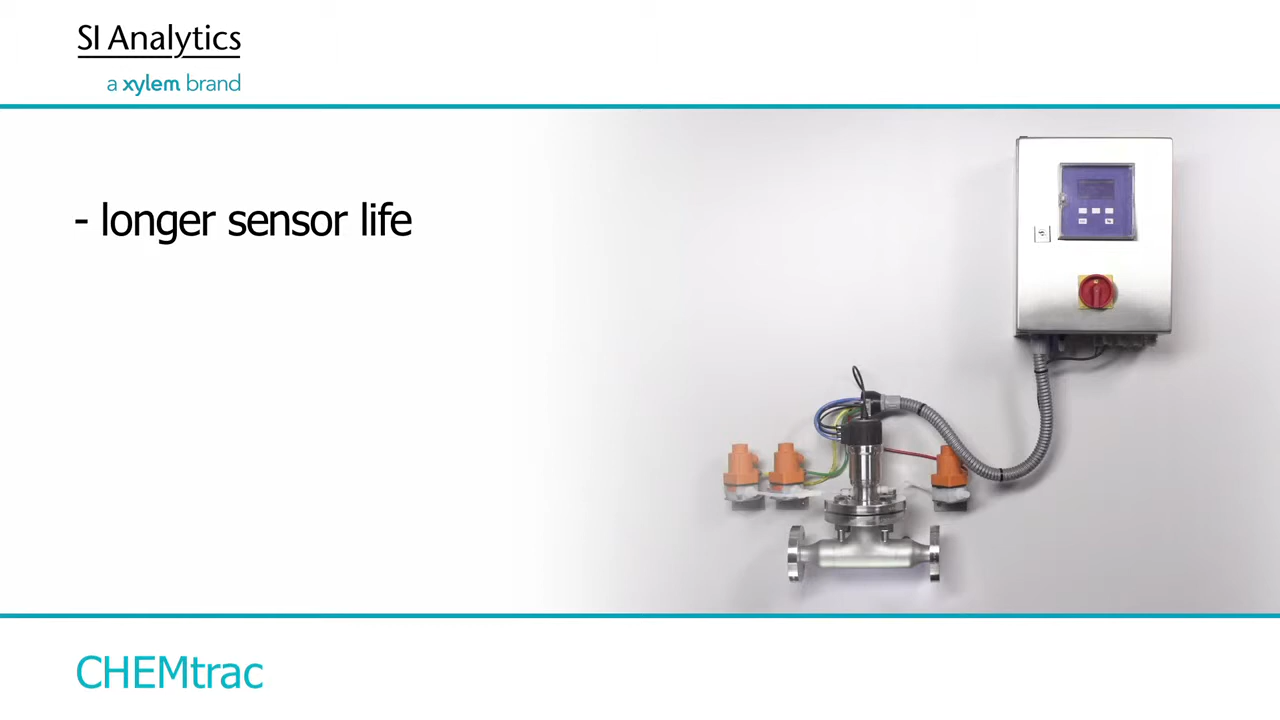 SI Analytics
a xylem brand
- longer sensor life
CHEMtrac